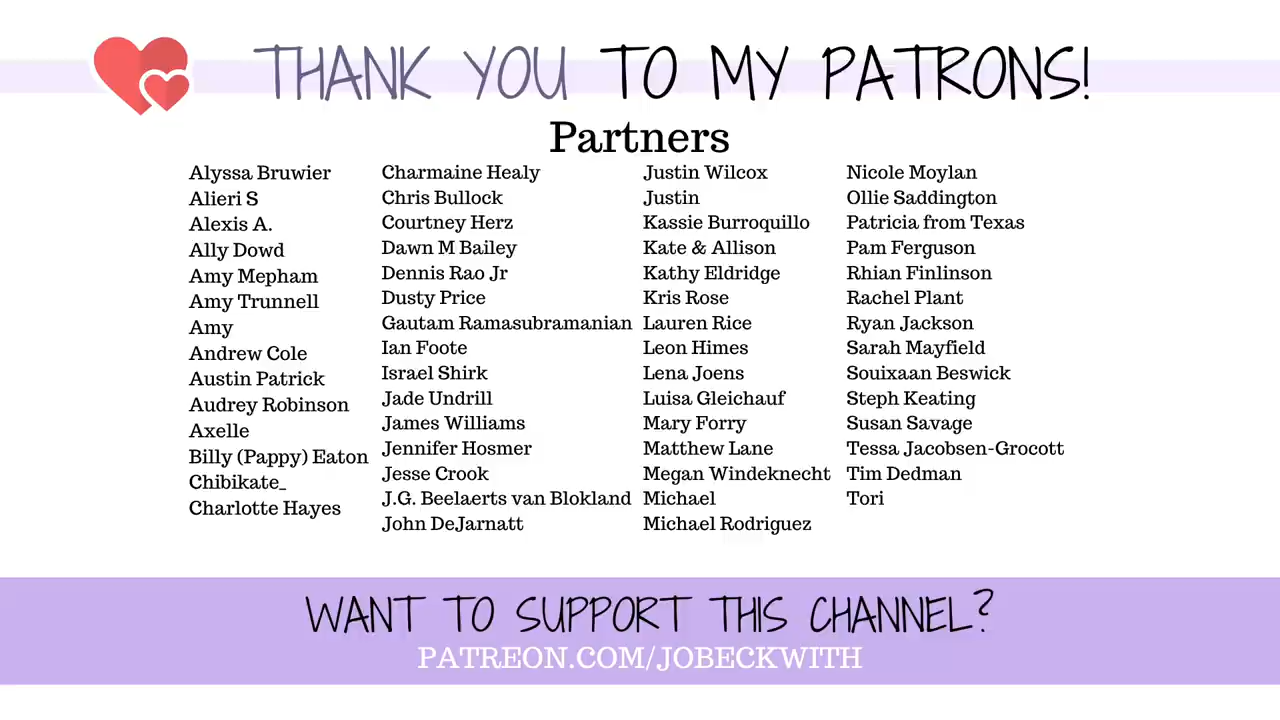 THANK YOU TO MY PATRONS!
Partners
Alyssa Bruwier
Alieri S
Alexis A.
Ally Dowd
Amy Mepham
Amy Trunnell
Amy
Andrew Cole
Austin Patrick
Audrey Robinson
Axelle
Billy (Pappy) Eaton
Chibikate_
Charlotte Hayes
Charmaine Healy
Chris Bullock
Courtney Herz
Dawn M Bailey
Dennis Rao Jr
Dusty Price
Gautam Ramasubramanian
Ian Foote
Israel Shirk
Jade Undrill
James Williams
Jennifer Hosmer
Jesse Crook
J.G. Beelaerts van Blokland
John DeJarnatt
Justin Wilcox
Justin
Kassie Burroquillo
Kate & Allison
Kathy Eldridge
Kris Rose
Lauren Rice
Leon Himes
Lena Joens
Luisa Gleichauf
Mary Forry
Matthew Lane
Megan Windeknecht
Michael
Michael Rodriguez
Nicole Moylan
Ollie Saddington
Patricia from Texas
Pam Ferguson
Rhian Finlinson
Rachel Plant
Ryan Jackson
Sarah Mayfield
Souixaan Beswick
Steph Keating
Susan Savage
Tessa Jacobsen-Grocott
Tim Dedman
Tori
WANT TO SUPPORT THIS CHANNEL?
PATREON.COM/JOBECKWITH